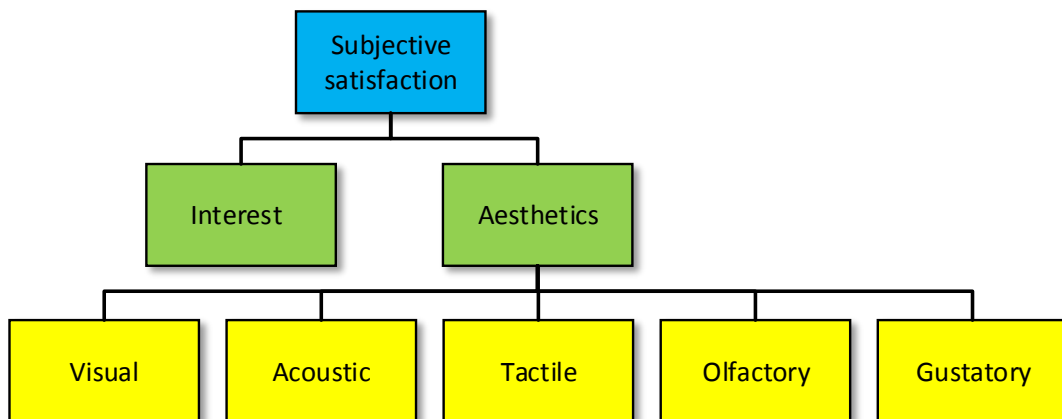 Subjective
satisfaction
Interest
Aesthetics
Visual
Acoustic
Tactile
Olfactory
Gustatory